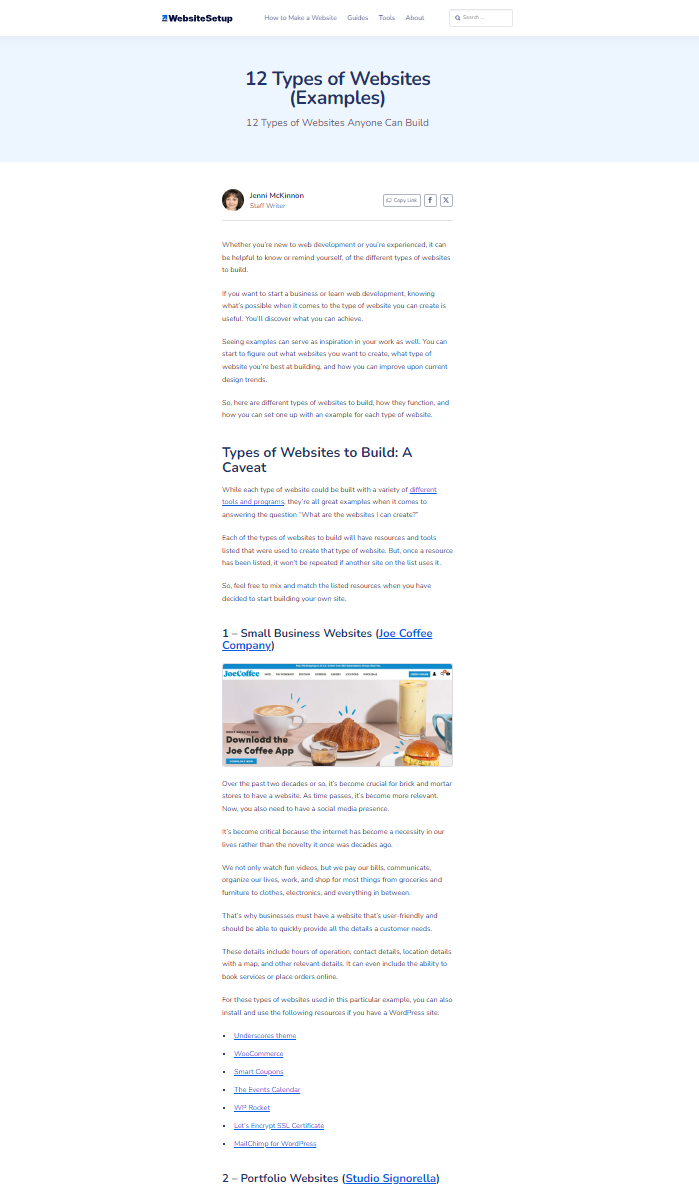 WebsiteSetup
How to Make a Website
Guides
Tools
About
Search ...
12 Types of Websites
(Examples)
12 Types of Websites Anyone Can Build
Jenni McKinnon
Staff Writer
Copy Link
Whether you're new to web development or you're experienced, it can
be helpful to know or remind yourself, of the different types of websites
to build.
If you want to start a business or learn web development, knowing
what's possible when it comes to the type of website you can create is
useful. You'll discover what you can achieve.
Seeing examples can serve as inspiration in your work as well. You can
start to figure out what websites you want to create, what type of
website you're best at building, and how you can improve upon current
design trends.
So, here are different types of websites to build, how they function, and
how you can set one up with an example for each type of website.
Types of Websites to Build: A
Caveat
While each type of website could be built with a variety of different
tools and programs, they're all great examples when it comes to
answering the question "What are the websites I can create?"
Each of the types of websites to build will have resources and tools
listed that were used to create that type of website. But, once a resource
has been listed, it won't be repeated if another site on the list uses it.
So, feel free to mix and match the listed resources when you have
decided to start building your own site.
1 – Small Business Websites (Joe Coffee
Company)
JoeCoffee
Download the
Joe Coffee App
DOWNLOAD NOW
Over the past two decades or so, it's become crucial for brick and mortar
stores to have a website. As time passes, it's become more relevant.
Now, you also need to have a social media presence.
It's become critical because the internet has become a necessity in our
lives rather than the novelty it once was decades ago.
We not only watch fun videos, but we pay our bills, communicate,
organize our lives, work, and shop for most things from groceries and
furniture to clothes, electronics, and everything in between.
That's why businesses must have a website that's user-friendly and
should be able to quickly provide all the details a customer needs.
These details include hours of operation, contact details, location details
with a map, and other relevant details. It can even include the ability to
book services or place orders online.
For these types of websites used in this particular example, you can also
install and use the following resources if you have a WordPress site:
• Underscores theme
• WooCommerce
• Smart Coupons
• The Events Calendar
• WP Rocket
• Let's Encrypt SSL Certificate
• MailChimp for WordPress
2 – Portfolio Websites (Studio Signorella)